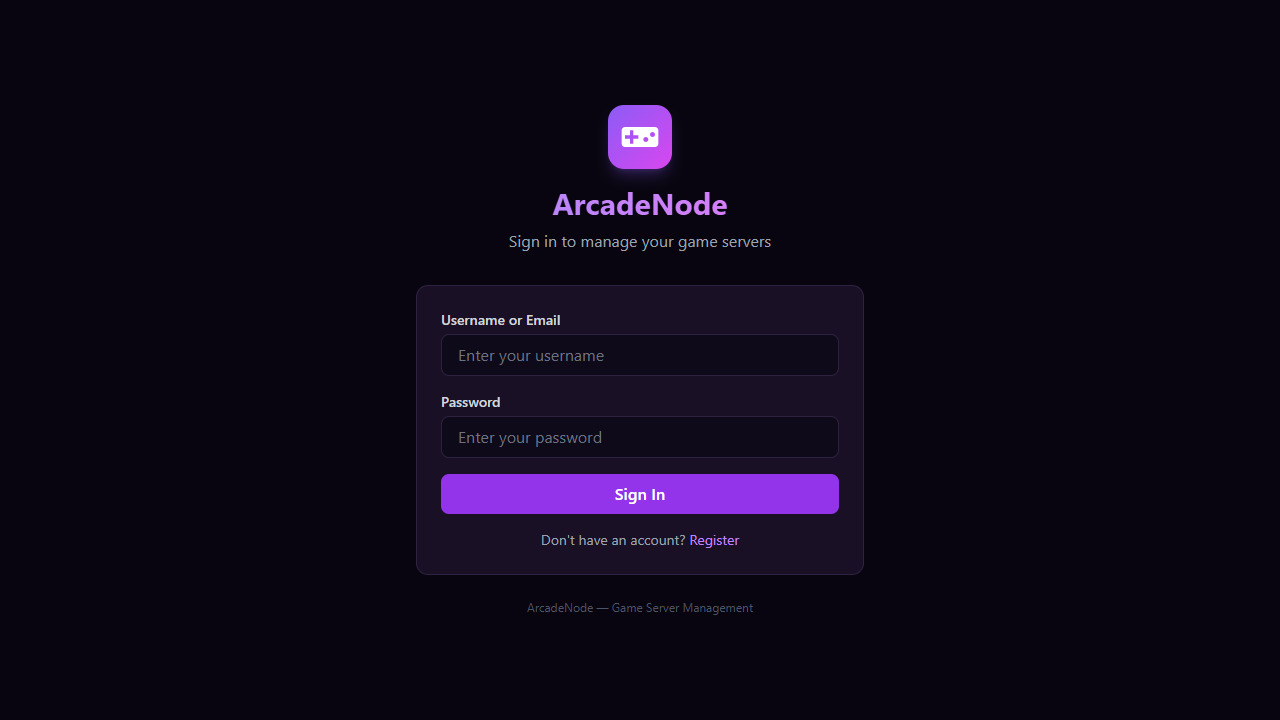 ArcadeNode
Sign in to manage your game servers
Username or Email
Enter your username
Password
Enter your password
Sign In
Don't have an account? Register
ArcadeNode — Game Server Management